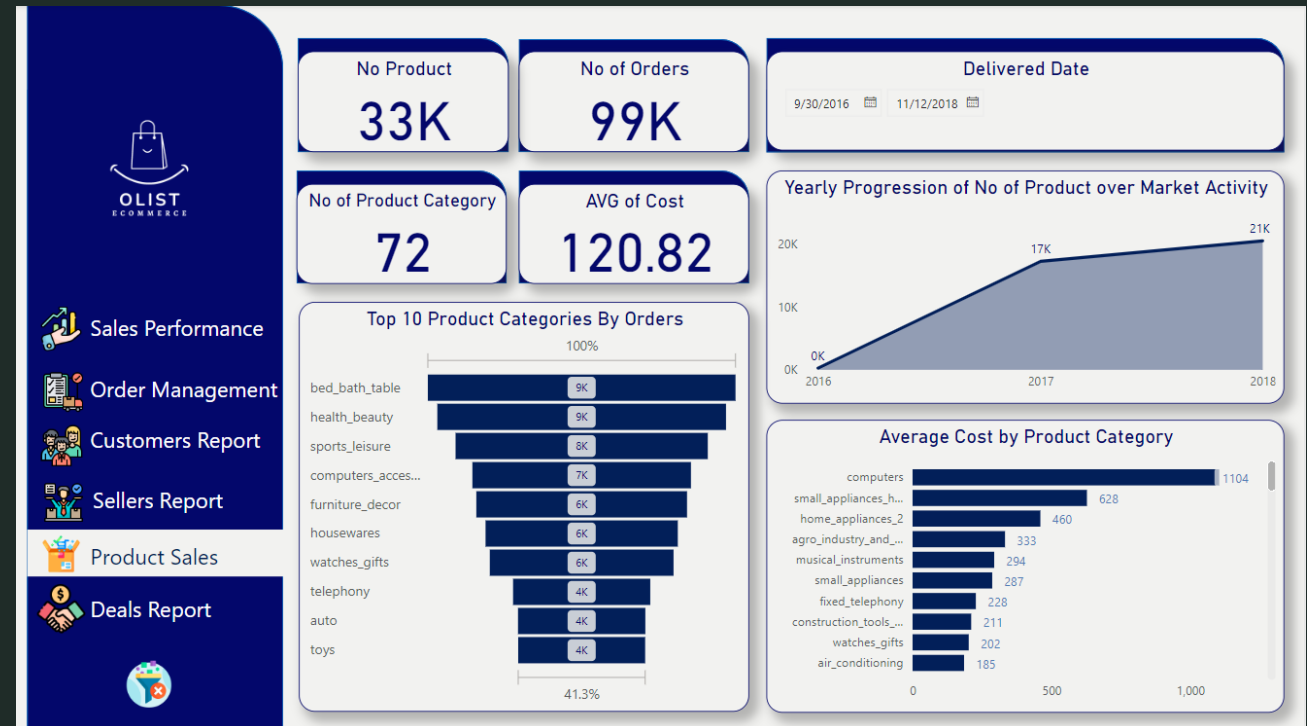 OLIST
ECOMMERCE
Sales Performance
Order Management
Customers Report
Sellers Report
Product Sales
Deals Report
No Product
33K
No of Orders
99K
Delivered Date
9/30/2016
11/12/2018
No of Product Category
72
AVG of Cost
120.82
Yearly Progression of No of Product over Market Activity
20K
10K
0K
0K
17K
21K
2016
2017
2018
Top 10 Product Categories By Orders
100%
bed_bath_table
9K
health_beauty
9K
sports_leisure
8K
computers_acces...
7K
furniture_decor
6K
housewares
6K
watches_gifts
6K
telephony
4K
auto
4K
toys
4K
41.3%
Average Cost by Product Category
computers
1104
small_appliances_h...
628
home_appliances_2
460
agro_industry_and_...
333
musical_instruments
294
small_appliances
287
fixed_telephony
228
construction_tools_...
211
watches_gifts
202
air_conditioning
185
0
500
1,000